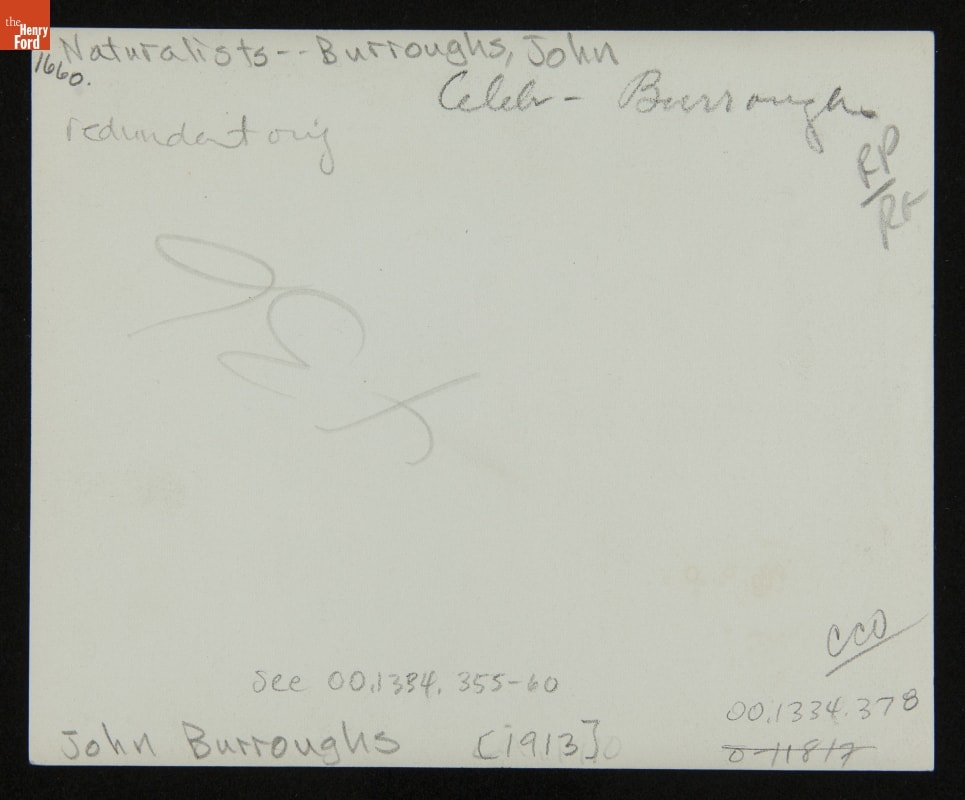 the
Henry
Ford
Naturalists--Burroughs, John
1660.
Celeb- Burroughs
redundant orig
RP/RF
See 00.1334.355-60
CCO
00.1334.378
John Burroughs [1913]
0-11817